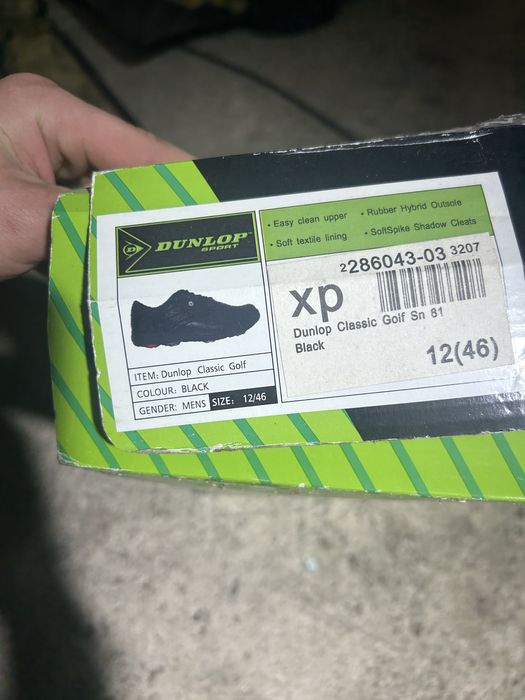 DUNLOP
SPORT
• Easy clean upper
• Rubber Hybrid Outsole
• Soft textile lining
• SoftSpike Shadow Cleats
2286043-03 3207
xp
Dunlop Classic Golf Sn 81
Black
12(46)
ITEM: Dunlop Classic Golf
COLOUR: BLACK
GENDER: MENS SIZE: 12/46